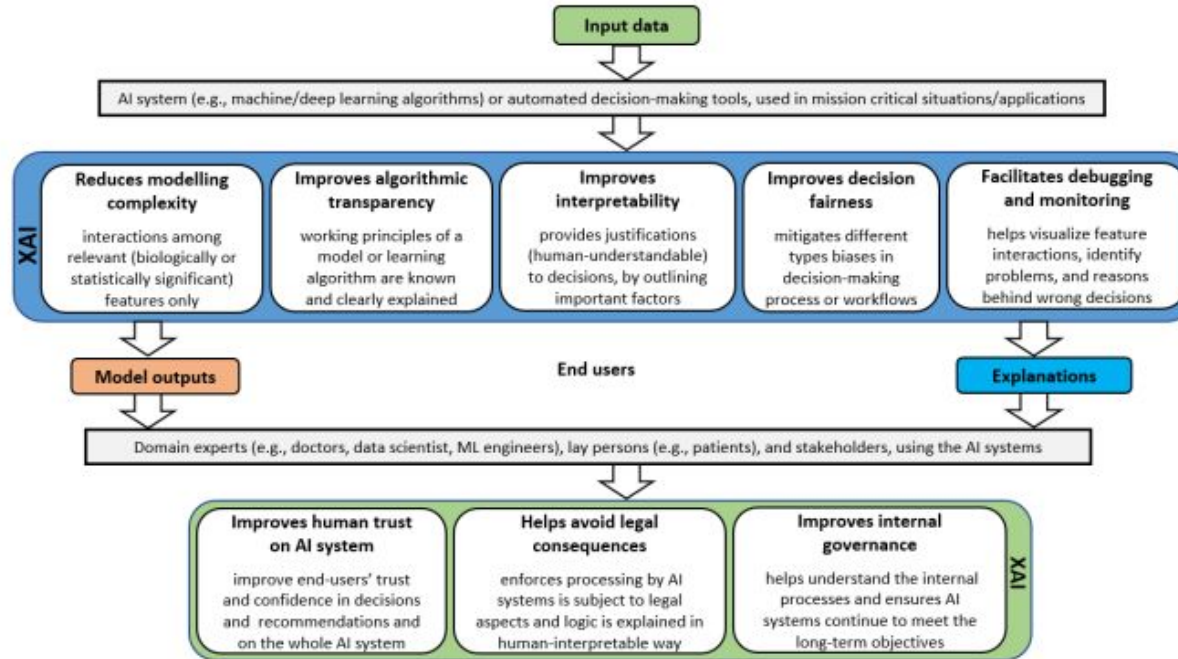 Input data
AI system (e.g., machine/deep learning algorithms) or automated decision-making tools, used in mission critical situations/applications
XAI
Reduces modelling
complexity
interactions among
relevant (biologically or
statistically significant)
features only
Improves algorithmic
transparency
working principles of a
model or learning
algorithm are known
and clearly explained
Improves
interpretability
provides justifications
(human-understandable)
to decisions, by outlining
important factors
Improves decision
fairness
mitigates different
types biases in
decision-making
process or workflows
Facilitates debugging
and monitoring
helps visualize feature
interactions, identify
problems, and reasons
behind wrong decisions
Model outputs
End users
Explanations
Domain experts (e.g., doctors, data scientist, ML engineers), lay persons (e.g., patients), and stakeholders, using the AI systems
Improves human trust
on AI system
improve end-users' trust
and confidence in decisions
and recommendations and
on the whole AI system
Helps avoid legal
consequences
enforces processing by AI
systems is subject to legal
aspects and logic is explained in
human-interpretable way
Improves internal
governance
helps understand the internal
processes and ensures AI
systems continue to meet the
long-term objectives
XAI